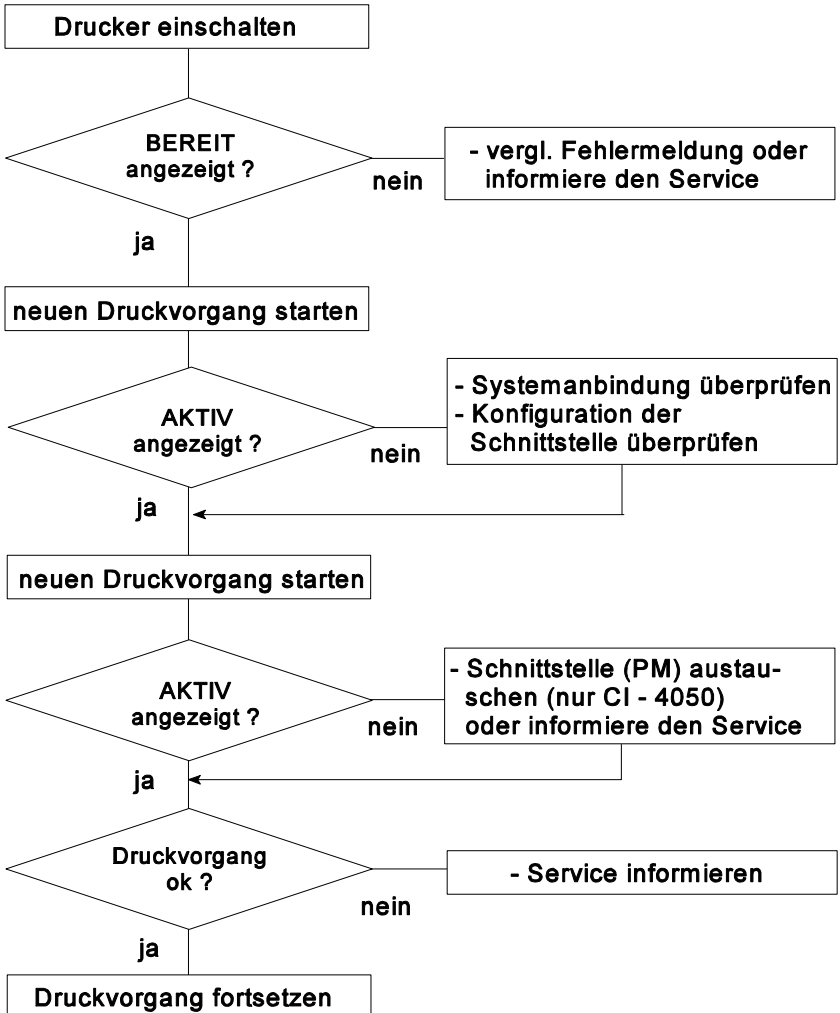 Drucker einschalten
BEREIT
angezeigt ?
nein
- vergl. Fehlermeldung oder
informiere den Service
ja
neuen Druckvorgang starten
AKTIV
angezeigt ?
nein
- Systemanbindung überprüfen
- Konfiguration der
Schnittstelle überprüfen
ja
neuen Druckvorgang starten
AKTIV
angezeigt ?
nein
- Schnittstelle (PM) austau-
schen (nur CI - 4050)
oder informiere den Service
ja
Druckvorgang
ok ?
nein
- Service informieren
ja
Druckvorgang fortsetzen